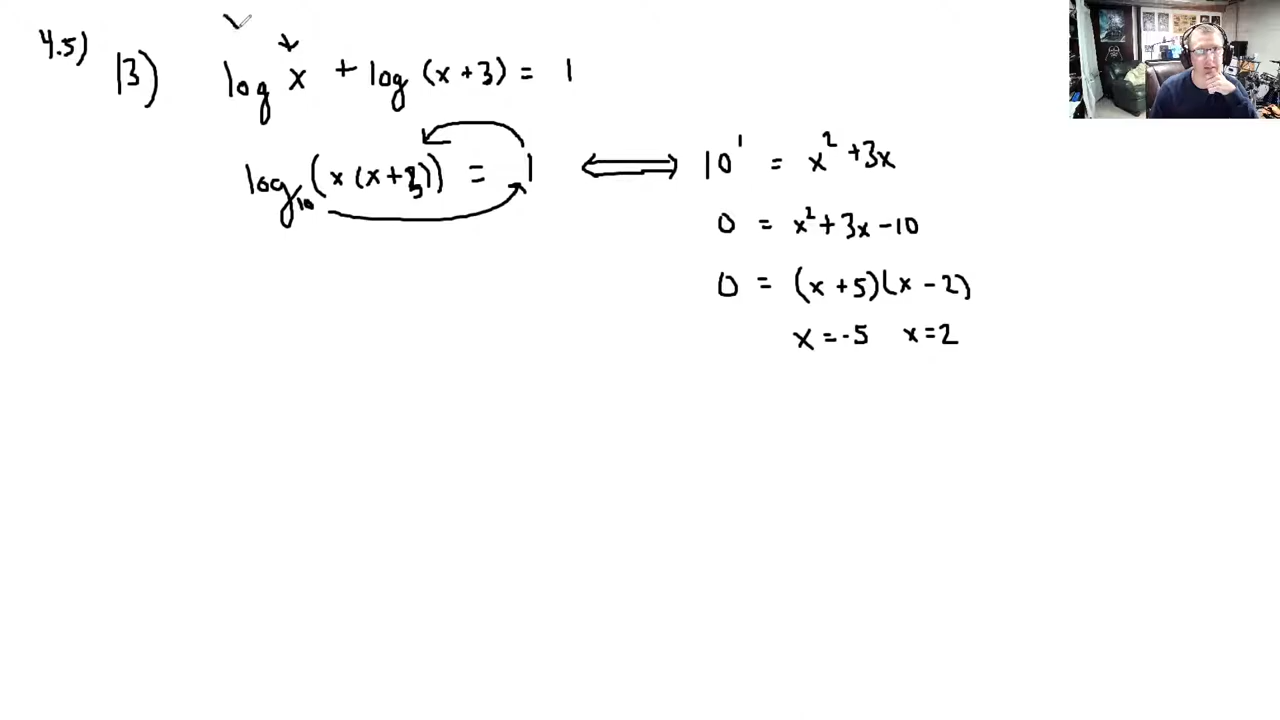 4.5) 13) log x + log (x + 3) = 1
log₁₀ (x (x + 3)) = 1 ⟺ 10¹ = x² + 3x
0 = x² + 3x - 10
0 = (x + 5)(x - 2)
x = -5 x = 2